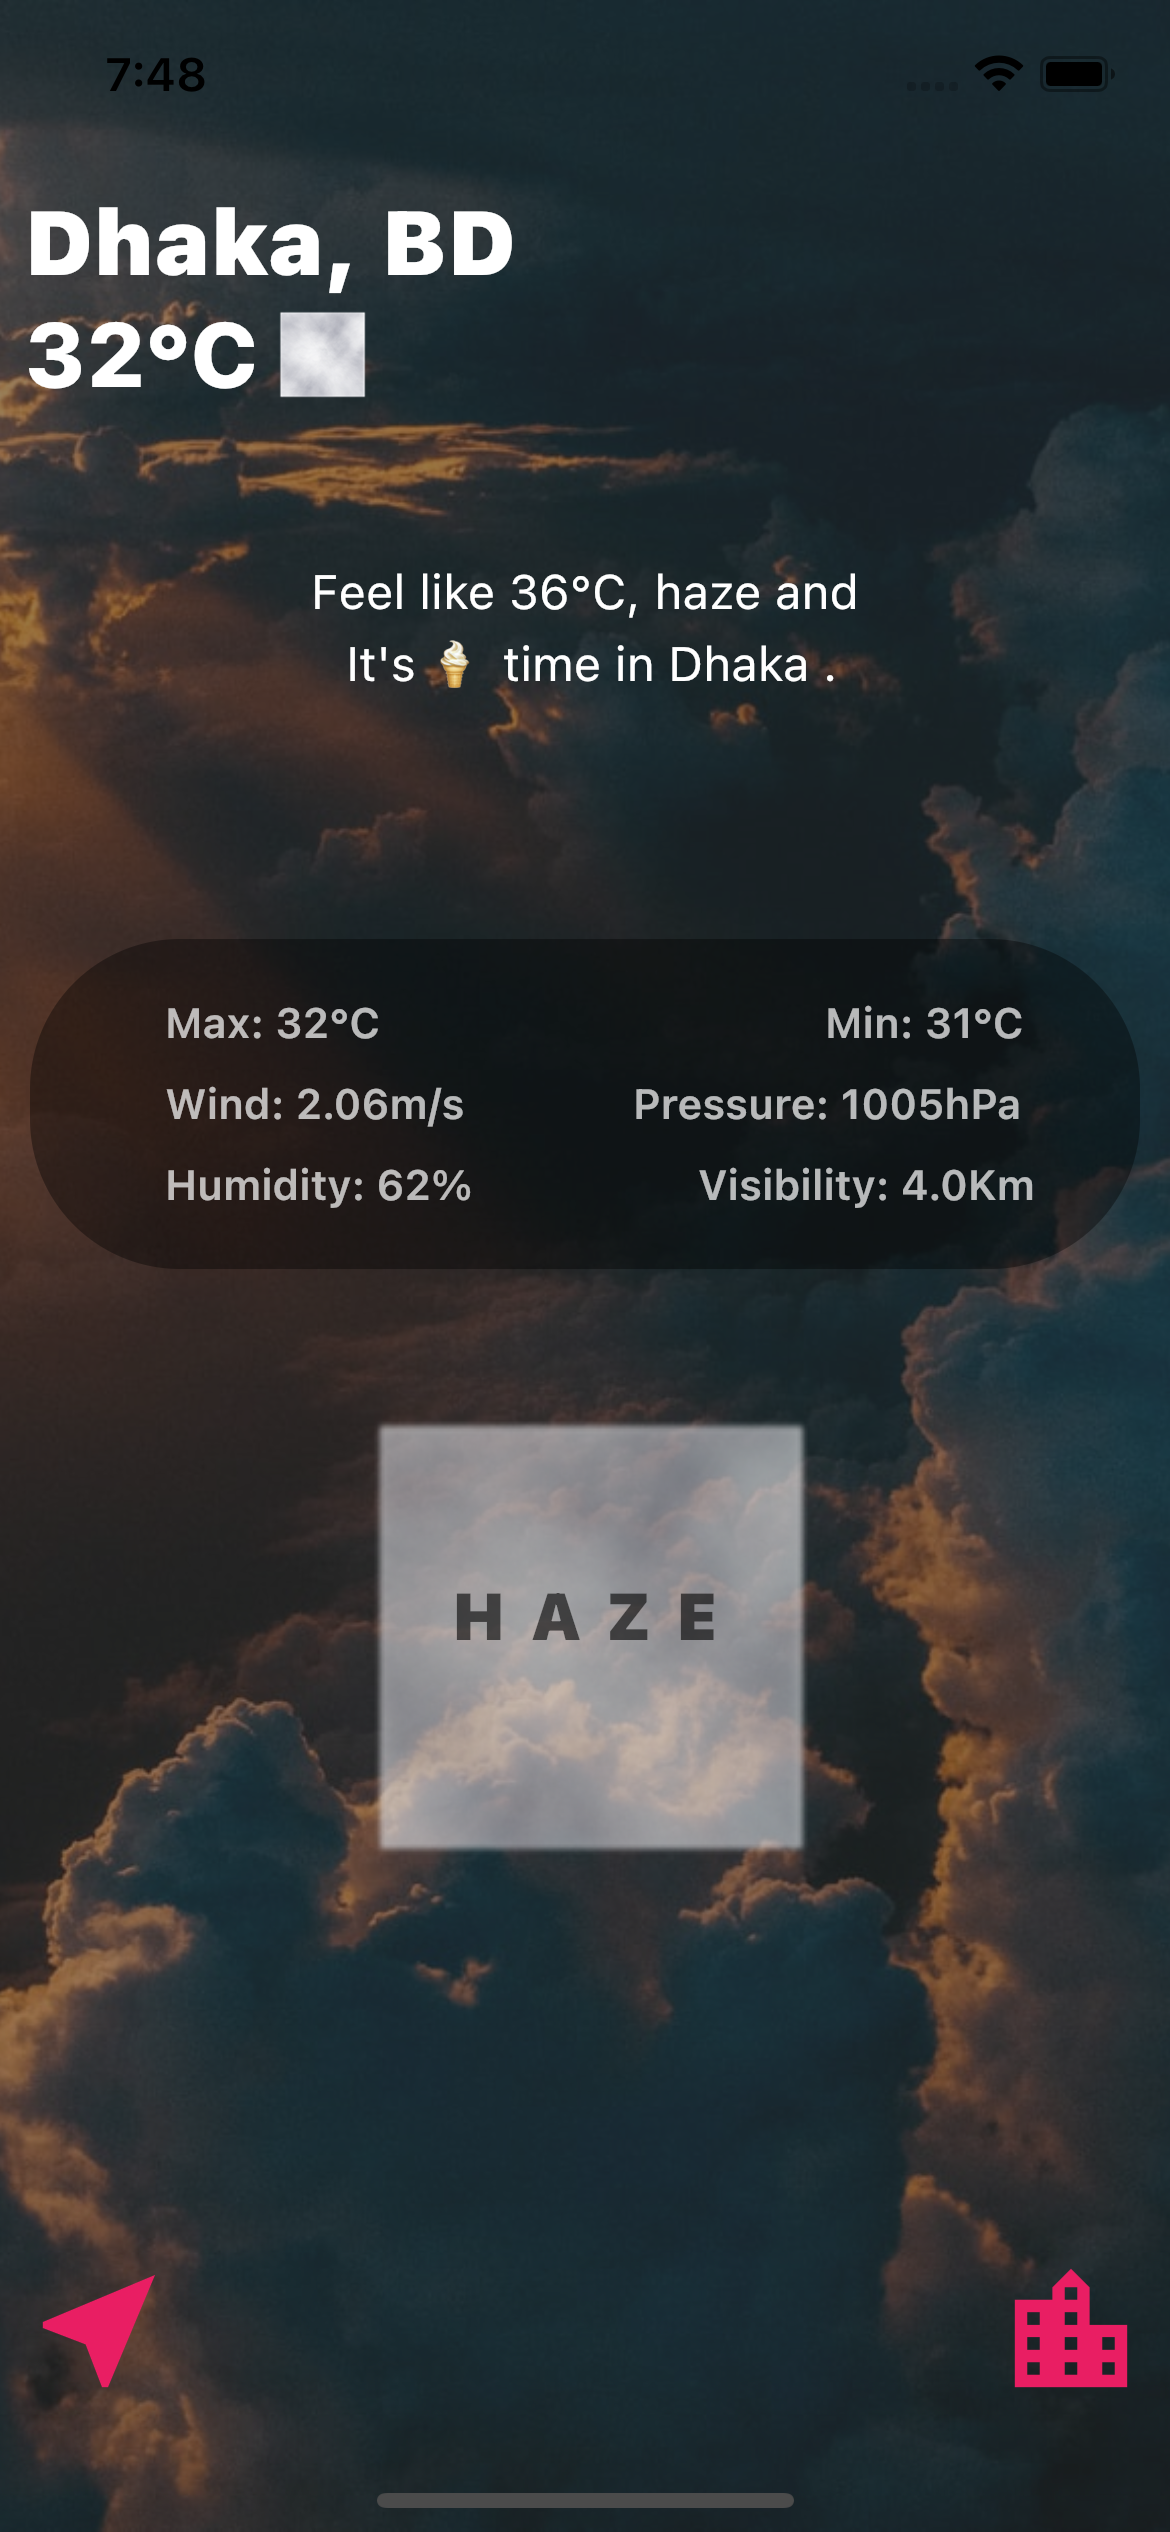 7:48
Dhaka, BD
32°C
Feel like 36°C, haze and
It's 🍦 time in Dhaka .
Max: 32°C Min: 31°C
Wind: 2.06m/s Pressure: 1005hPa
Humidity: 62% Visibility: 4.0Km
HAZE